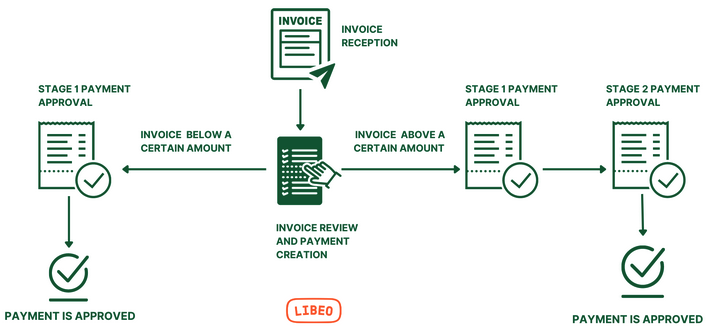 INVOICE
INVOICE
RECEPTION
STAGE 1 PAYMENT
APPROVAL
INVOICE BELOW A
CERTAIN AMOUNT
INVOICE ABOVE A
CERTAIN AMOUNT
STAGE 1 PAYMENT
APPROVAL
STAGE 2 PAYMENT
APPROVAL
INVOICE REVIEW
AND PAYMENT
CREATION
PAYMENT IS APPROVED
LIBEO
PAYMENT IS APPROVED